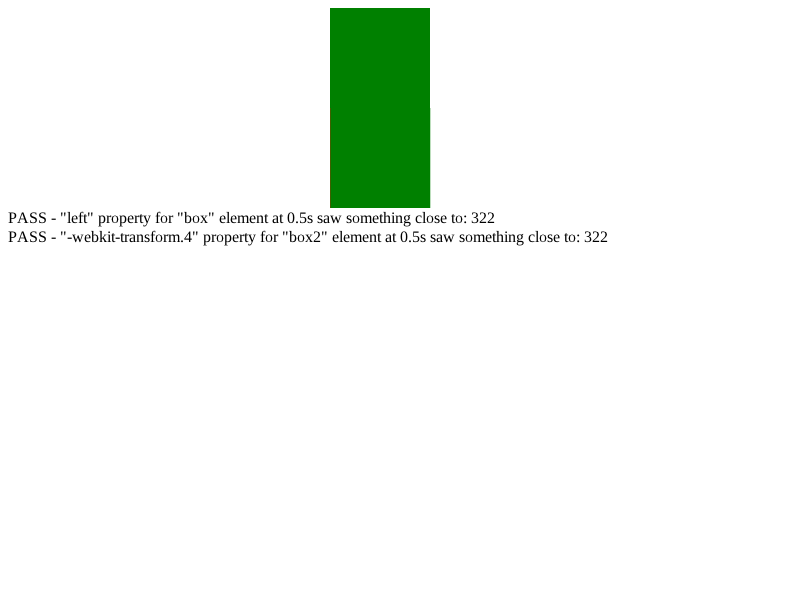 PASS - "left" property for "box" element at 0.5s saw something close to: 322
PASS - "-webkit-transform.4" property for "box2" element at 0.5s saw something close to: 322